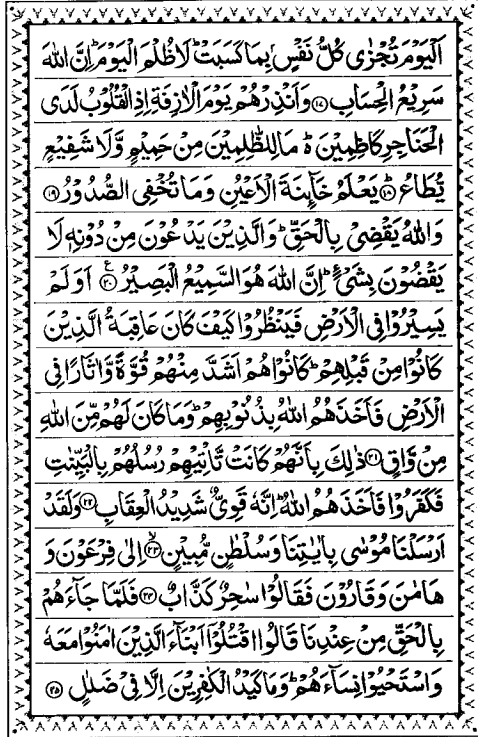 اَلْيَوْمَ تُجْزٰى كُلُّ نَفْسٍۭ بِمَا كَسَبَتْ ؕ لَا ظُلْمَ الْيَوْمَ ؕ اِنَّ اللّٰهَ
سَرِيْعُ الْحِسَابِ ﴿۱۷﴾ وَاَنْذِرْهُمْ يَوْمَ الْاٰزِفَةِ اِذِ الْقُلُوْبُ لَدَى
الْحَنَاجِرِ كَاظِمِيْنَ ؕ مَا لِلظّٰلِمِيْنَ مِنْ حَمِيْمٍ وَّلَا شَفِيْعٍ
يُّطَاعُ ؕ ﴿۱۸﴾ يَعْلَمُ خَآئِنَةَ الْاَعْيُنِ وَمَا تُخْفِى الصُّدُوْرُ ﴿۱۹﴾
وَاللّٰهُ يَقْضِىْ بِالْحَقِّ ؕ وَالَّذِيْنَ يَدْعُوْنَ مِنْ دُوْنِهٖ لَا
يَقْضُوْنَ بِشَىْءٍ ؕ اِنَّ اللّٰهَ هُوَ السَّمِيْعُ الْبَصِيْرُ ﴿۲۰﴾ ع اَوَلَمْ
يَسِيْرُوْا فِى الْاَرْضِ فَيَنْظُرُوْا كَيْفَ كَانَ عَاقِبَةُ الَّذِيْنَ
كَانُوْا مِنْ قَبْلِهِمْ ؕ كَانُوْا هُمْ اَشَدَّ مِنْهُمْ قُوَّةً وَّاٰثَارًا فِى
الْاَرْضِ فَاَخَذَهُمُ اللّٰهُ بِذُنُوْبِهِمْ ؕ وَمَا كَانَ لَهُمْ مِّنَ اللّٰهِ
مِنْ وَّاقٍ ﴿۲۱﴾ ذٰلِكَ بِاَنَّهُمْ كَانَتْ تَّاْتِيْهِمْ رُسُلُهُمْ بِالْبَيِّنٰتِ
فَكَفَرُوْا فَاَخَذَهُمُ اللّٰهُ ؕ اِنَّهٗ قَوِىٌّ شَدِيْدُ الْعِقَابِ ﴿۲۲﴾ وَلَقَدْ
اَرْسَلْنَا مُوْسٰى بِاٰيٰتِنَا وَسُلْطٰنٍ مُّبِيْنٍ ۙ ﴿۲۳﴾ اِلٰى فِرْعَوْنَ وَ
هَامٰنَ وَقَارُوْنَ فَقَالُوْا سٰحِرٌ كَذَّابٌ ﴿۲۴﴾ فَلَمَّا جَآءَهُمْ
بِالْحَقِّ مِنْ عِنْدِنَا قَالُوا اقْتُلُوْٓا اَبْنَآءَ الَّذِيْنَ اٰمَنُوْا مَعَهٗ
وَاسْتَحْيُوْا نِسَآءَهُمْ ؕ وَمَا كَيْدُ الْكٰفِرِيْنَ اِلَّا فِىْ ضَلٰلٍ ﴿۲۵﴾